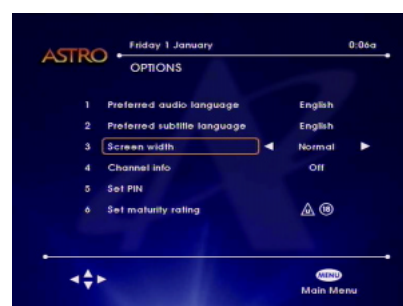 ASTRO
Friday 1 January 0:06a
OPTIONS
1 Preferred audio language English
2 Preferred subtitle language English
3 Screen width Normal
4 Channel info Off
5 Set PIN
6 Set maturity rating U 18
MENU
Main Menu